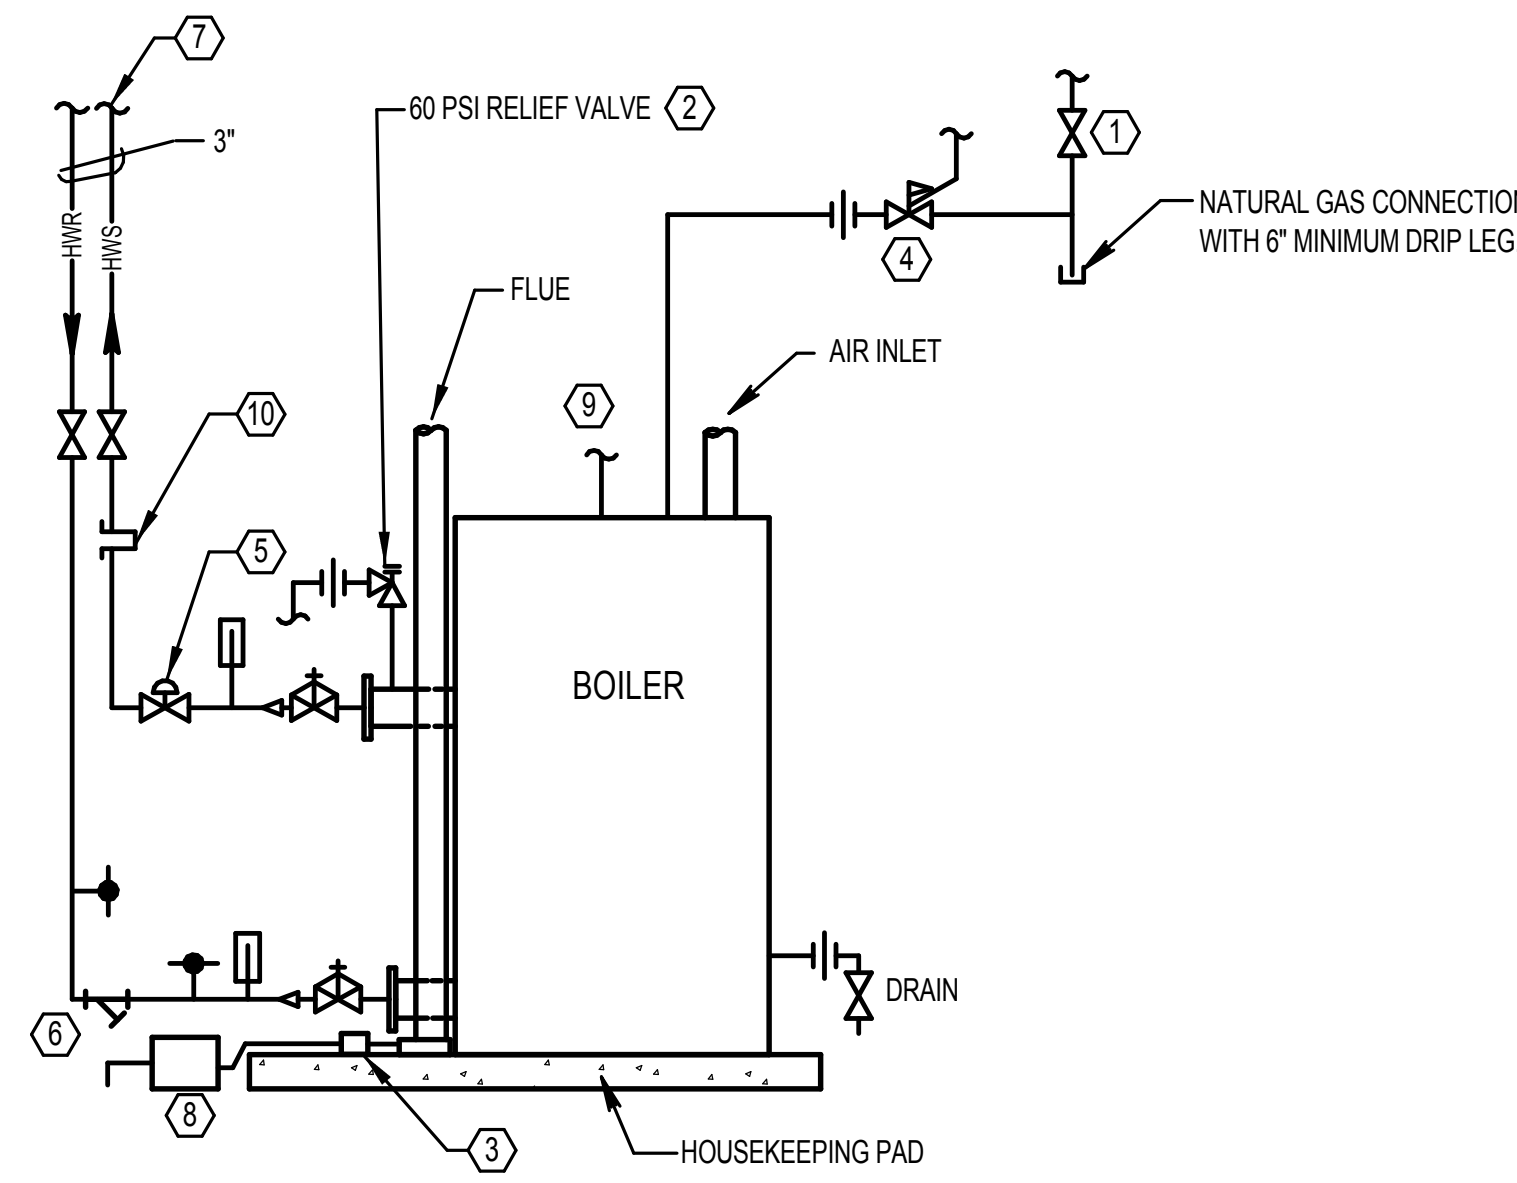 7
60 PSI RELIEF VALVE 2
1
3"
NATURAL GAS CONNECTION
WITH 6" MINIMUM DRIP LEG
HWR
HWS
4
FLUE
AIR INLET
10
9
5
BOILER
DRAIN
6
8
3
HOUSEKEEPING PAD